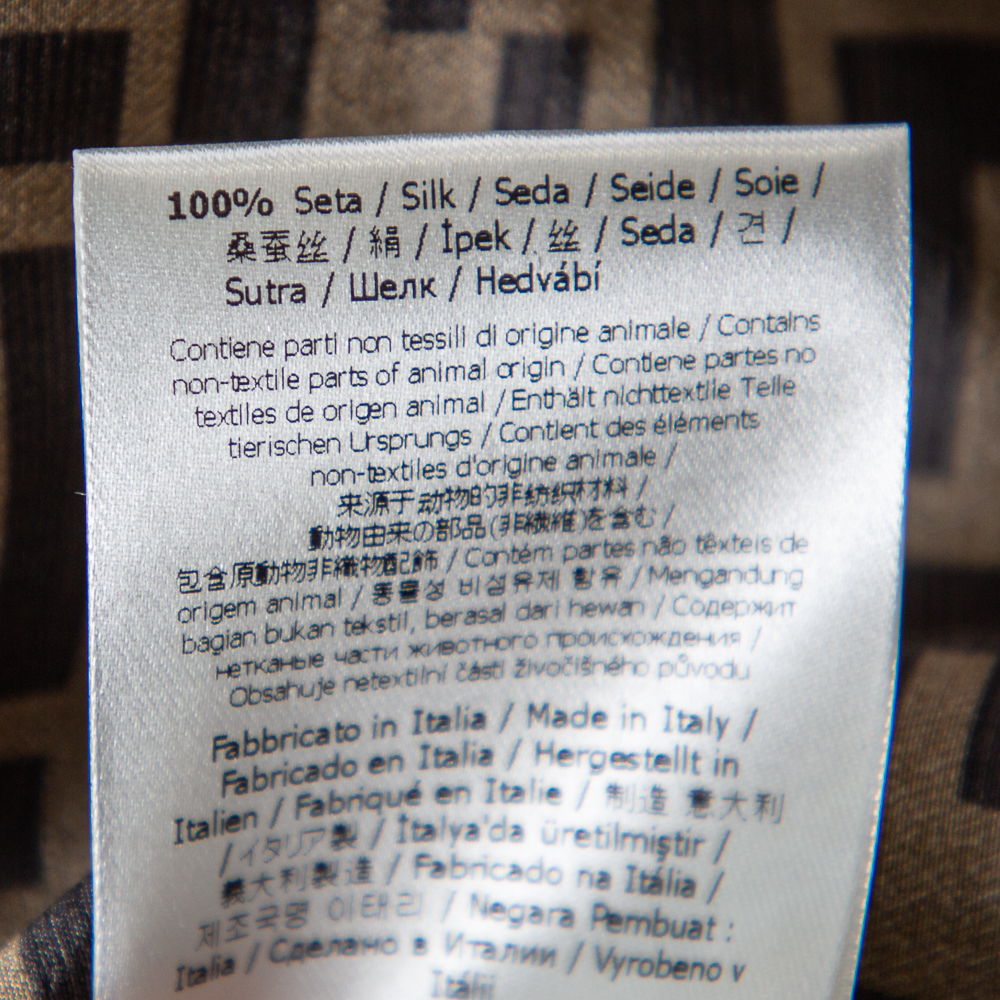 100% Seta / Silk / Seda / Seide / Soie /
桑蚕丝 / 絹 / İpek / 丝 / Seda / 견 /
Sutra / Шелк / Hedvábí
Contiene parti non tessili di origine animale / Contains
non-textile parts of animal origin / Contiene partes no
textiles de origen animal / Enthält nichttextile Teile
tierischen Ursprungs / Contient des éléments
non-textiles d'origine animale /
来源于动物的非纺织材料 /
動物由来の部品(非繊維)を含む /
包含原動物非織物配飾 / Contém partes não têxteis de
origem animal / 동물성 비섬유제 함유 / Mengandung
bagian bukan tekstil, berasal dari hewan / Содержит
нетканые части животного происхождения /
Obsahuje netextilní části živočišného původu
Fabbricato in Italia / Made in Italy /
Fabricado en Italia / Hergestellt in
Italien / Fabriqué en Italie / 制造 意大利
/ イタリア製 / İtalya'da üretilmiştir /
義大利製造 / Fabricado na Itália /
제조국명 이태리 / Negara Pembuat :
Italia / Сделано в Италии / Vyrobeno v
Itálii